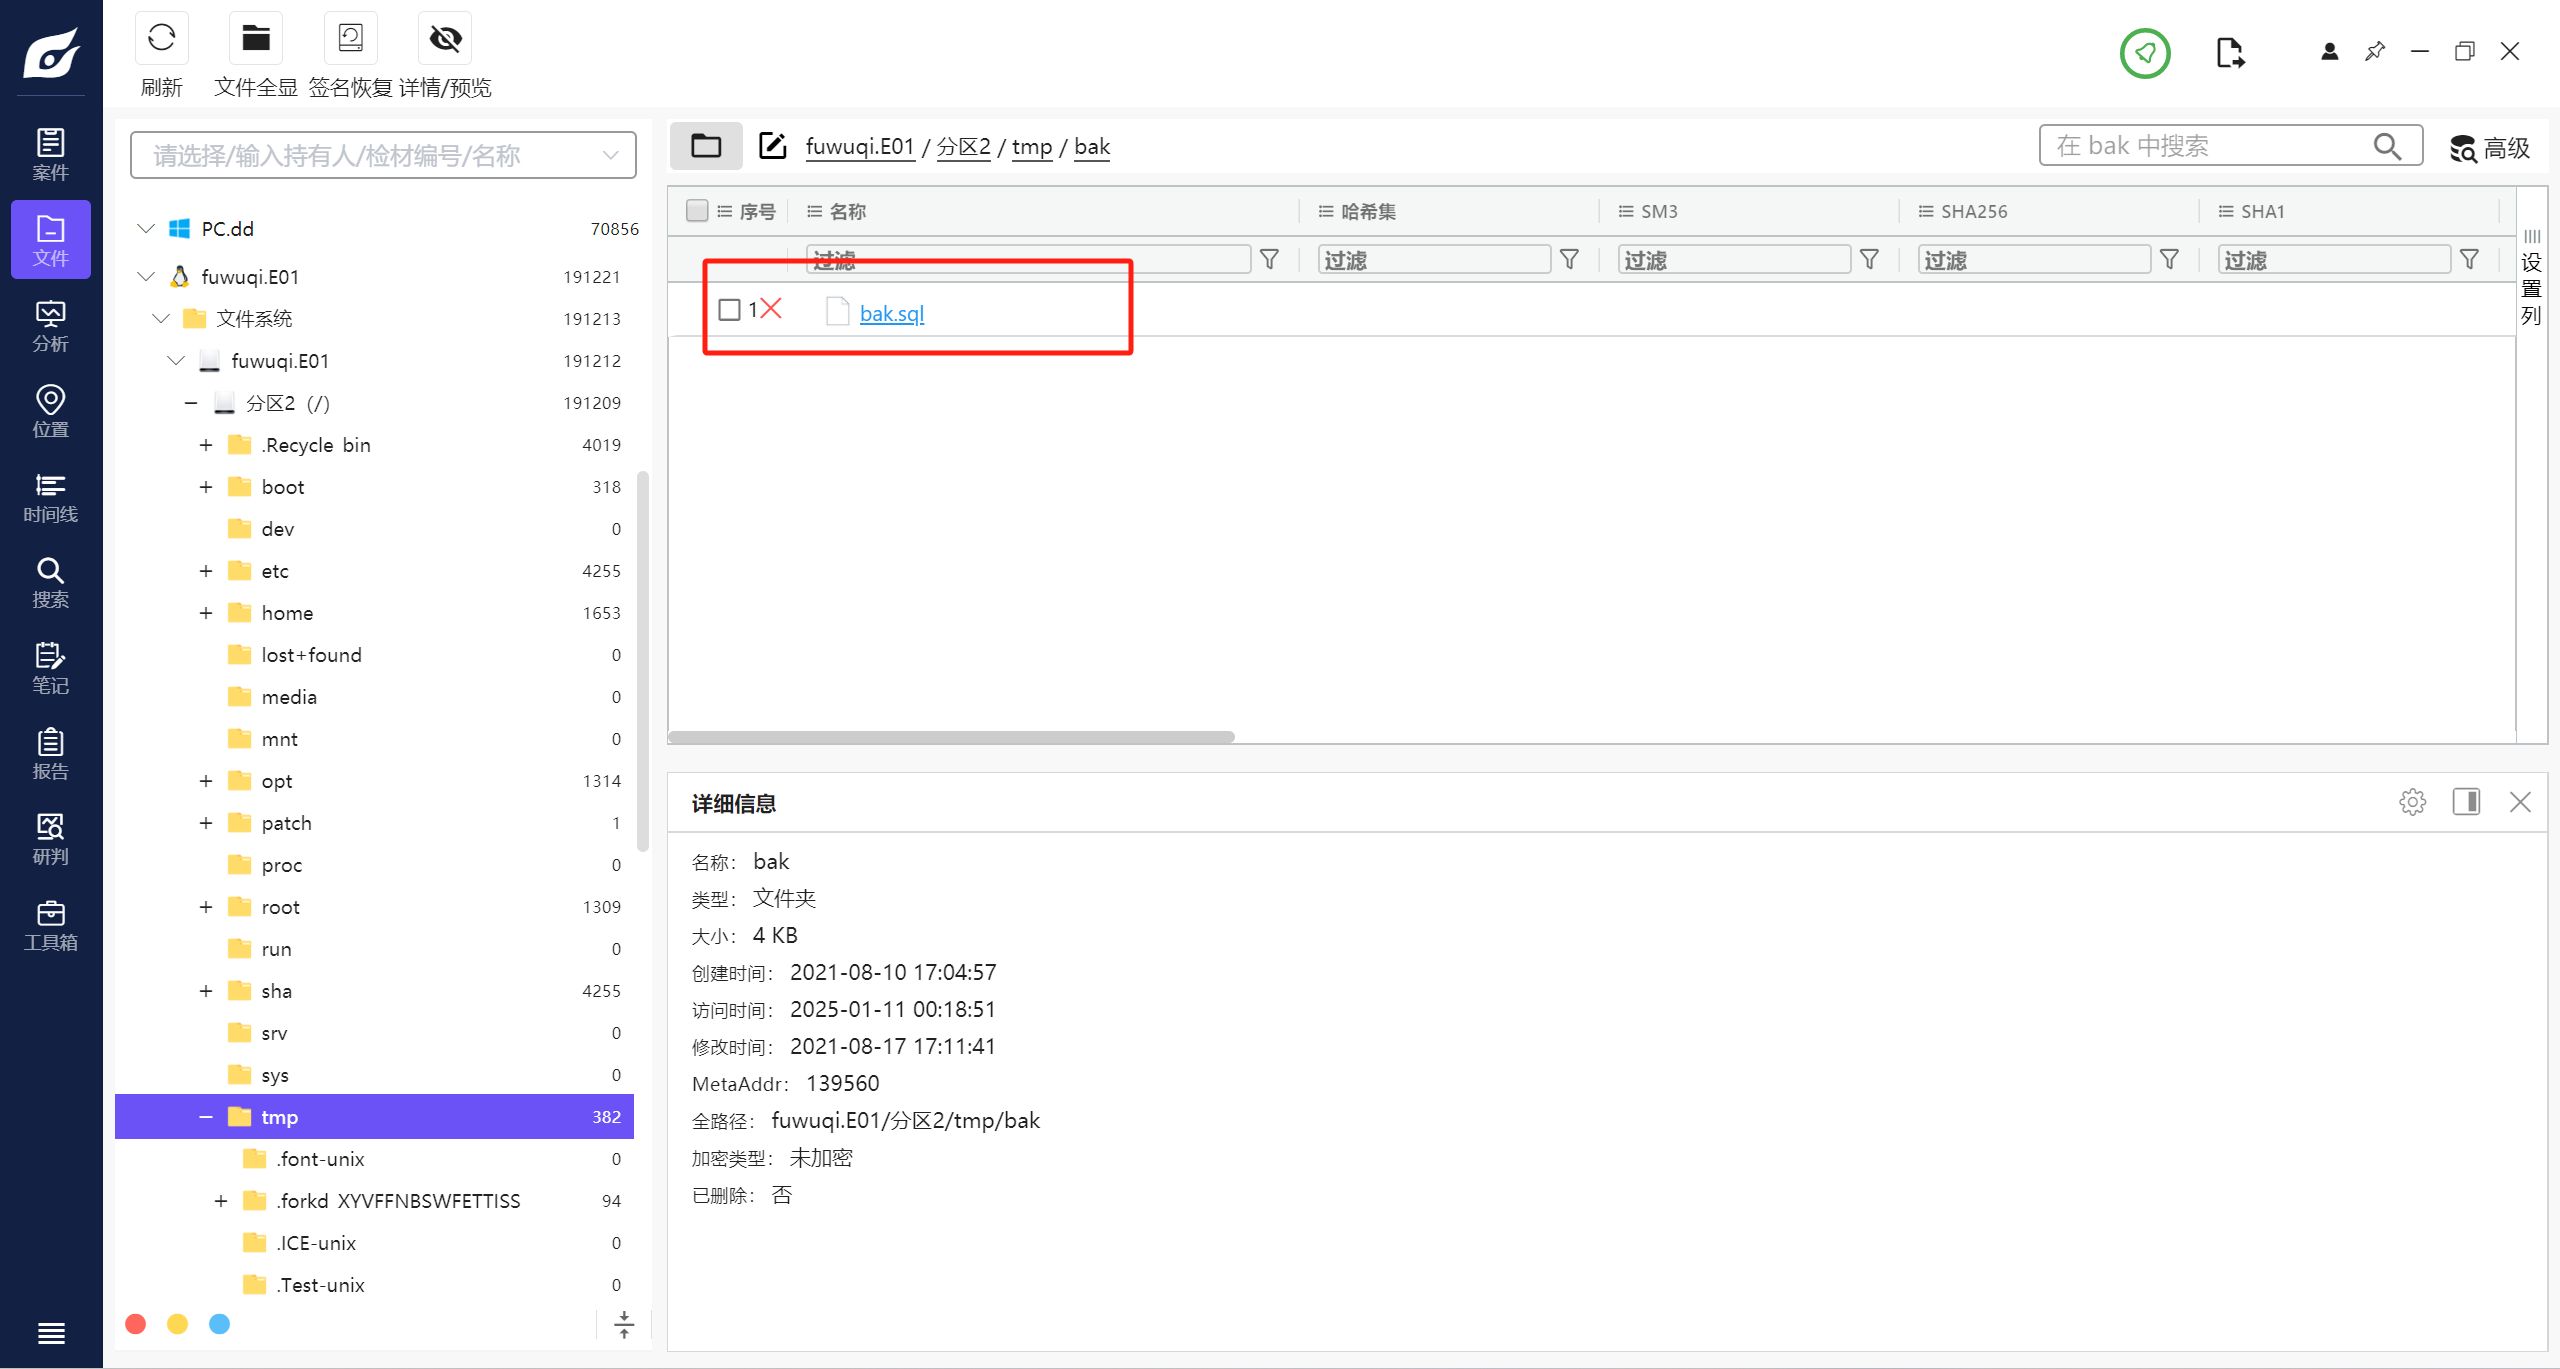 刷新
文件全显
签名恢复
详情/预览
案件
文件
分析
位置
时间线
搜索
笔记
报告
研判
工具箱
请选择/输入持有人/检材编号/名称
PC.dd 70856
fuwuqi.E01 191221
文件系统 191213
fuwuqi.E01 191212
分区2 (/) 191209
.Recycle bin 4019
boot 318
dev 0
etc 4255
home 1653
lost+found 0
media 0
mnt 0
opt 1314
patch 1
proc 0
root 1309
run 0
sha 4255
srv 0
sys 0
tmp 382
.font-unix 0
.forkd XYVFFNBSWFETTISS 94
.ICE-unix 0
.Test-unix 0
fuwuqi.E01 / 分区2 / tmp / bak
在 bak 中搜索
高级
序号 名称 哈希集 SM3 SHA256 SHA1
过滤 过滤 过滤 过滤 过滤
1 bak.sql
设置列
详细信息
名称: bak
类型: 文件夹
大小: 4 KB
创建时间: 2021-08-10 17:04:57
访问时间: 2025-01-11 00:18:51
修改时间: 2021-08-17 17:11:41
MetaAddr: 139560
全路径: fuwuqi.E01/分区2/tmp/bak
加密类型: 未加密
已删除: 否